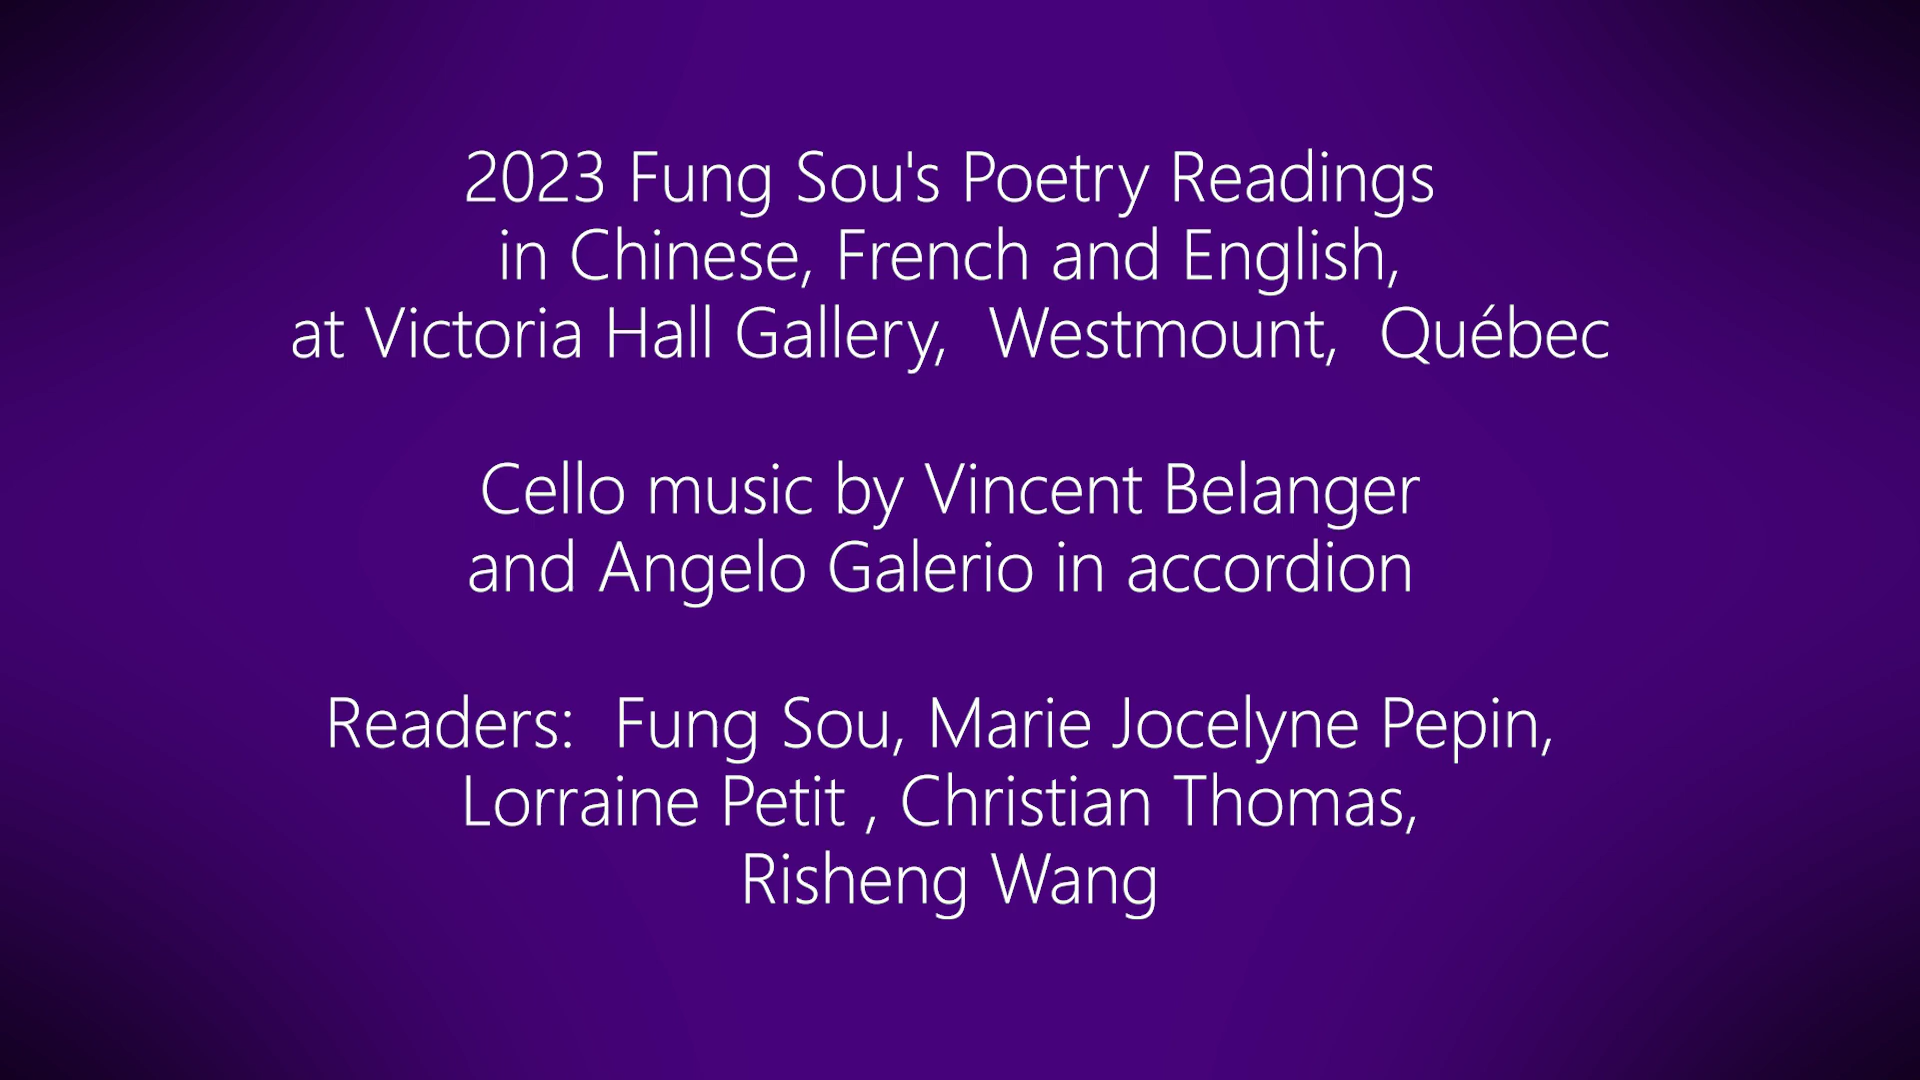 2023 Fung Sou's Poetry Readings
in Chinese, French and English,
at Victoria Hall Gallery,  Westmount,  Québec
Cello music by Vincent Belanger
and Angelo Galerio in accordion
Readers:  Fung Sou, Marie Jocelyne Pepin,
Lorraine Petit , Christian Thomas,
Risheng Wang